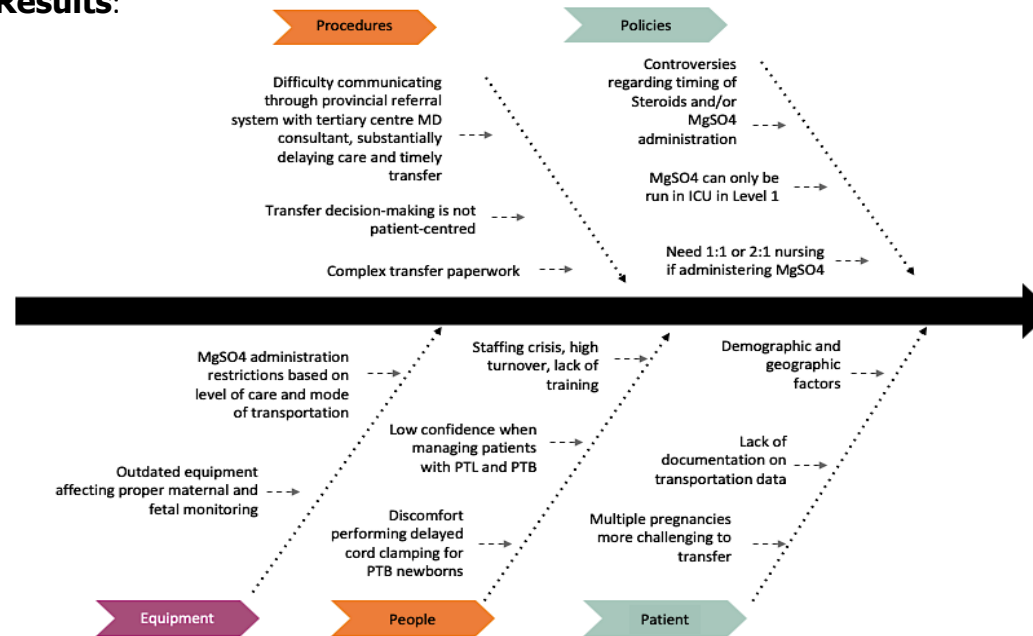 Results:
Procedures
Policies
Difficulty communicating
through provincial referral
system with tertiary centre MD
consultant, substantially
delaying care and timely
transfer
Transfer decision-making is not
patient-centred
Complex transfer paperwork
Controversies
regarding timing of
Steroids and/or
MgSO4
administration
MgSO4 can only be
run in ICU in Level 1
Need 1:1 or 2:1 nursing
if administering MgSO4
MgSO4 administration
restrictions based on
level of care and mode
of transportation
Outdated equipment
affecting proper maternal and
fetal monitoring
Staffing crisis, high
turnover, lack of
training
Low confidence when
managing patients
with PTL and PTB
Discomfort
performing delayed
cord clamping for
PTB newborns
Demographic and
geographic
factors
Lack of
documentation on
transportation data
Multiple pregnancies
more challenging to
transfer
Equipment
People
Patient